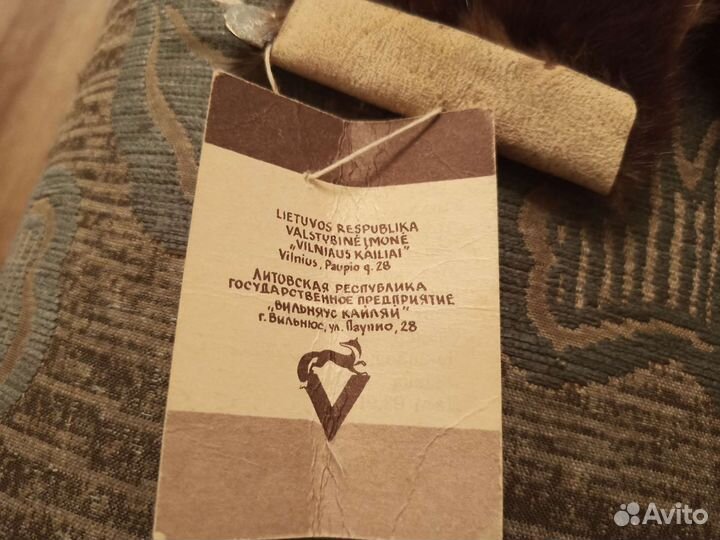 LIETUVOS RESPUBLIKA
VALSTYBINĖ ĮMONĖ
„VILNIAUS KAILIAI"
Vilnius, Paupio g. 28
ЛИТОВСКАЯ РЕСПУБЛИКА
ГОСУДАРСТВЕННОЕ ПРЕДПРИЯТИЕ
„ВИЛЬНЯУС КАЙЛЯЙ"
г. Вильнюс, ул. Паупио, 28
Avito